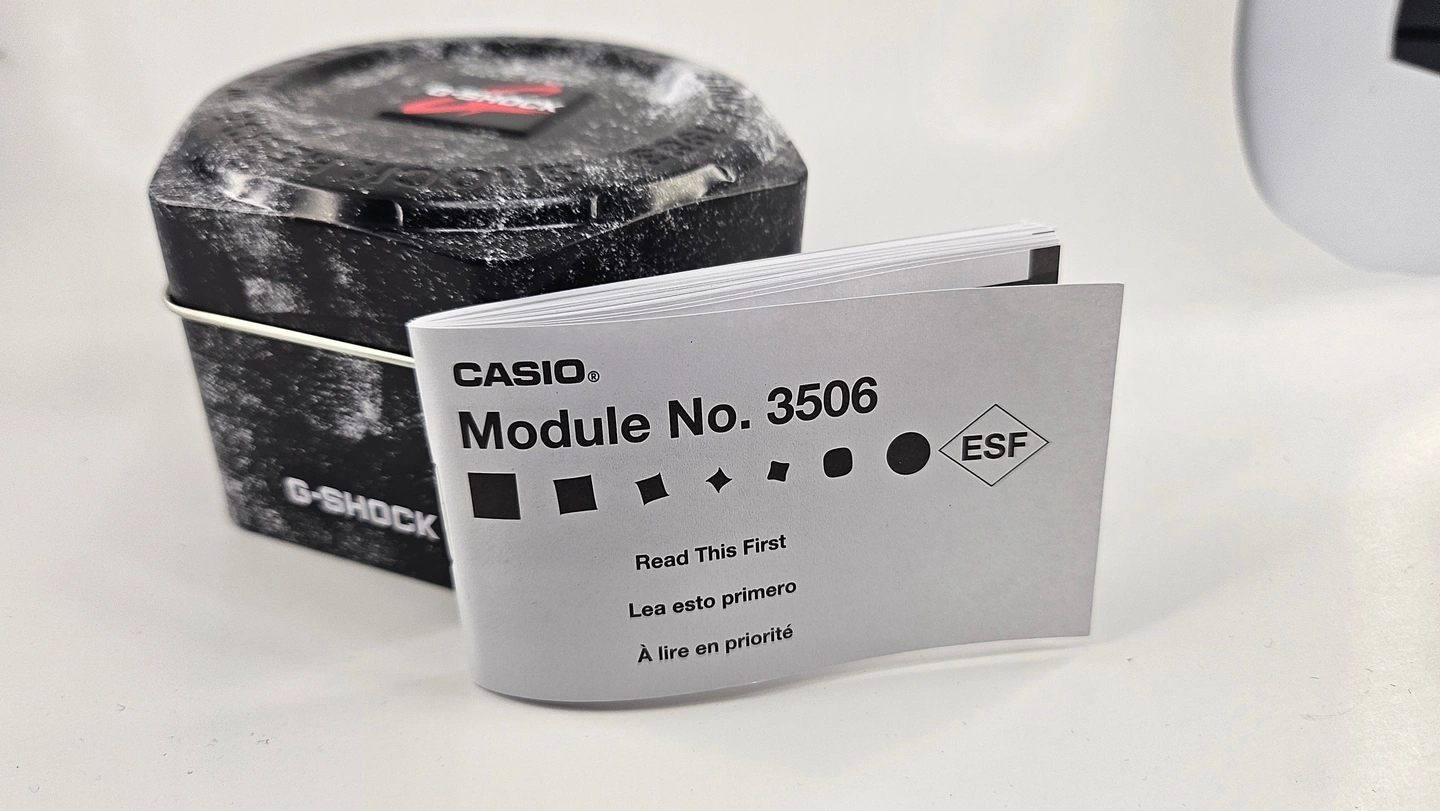 G-SHOCK
G-SHOCK
CASIO®
Module No. 3506
ESF
Read This First
Lea esto primero
À lire en priorité